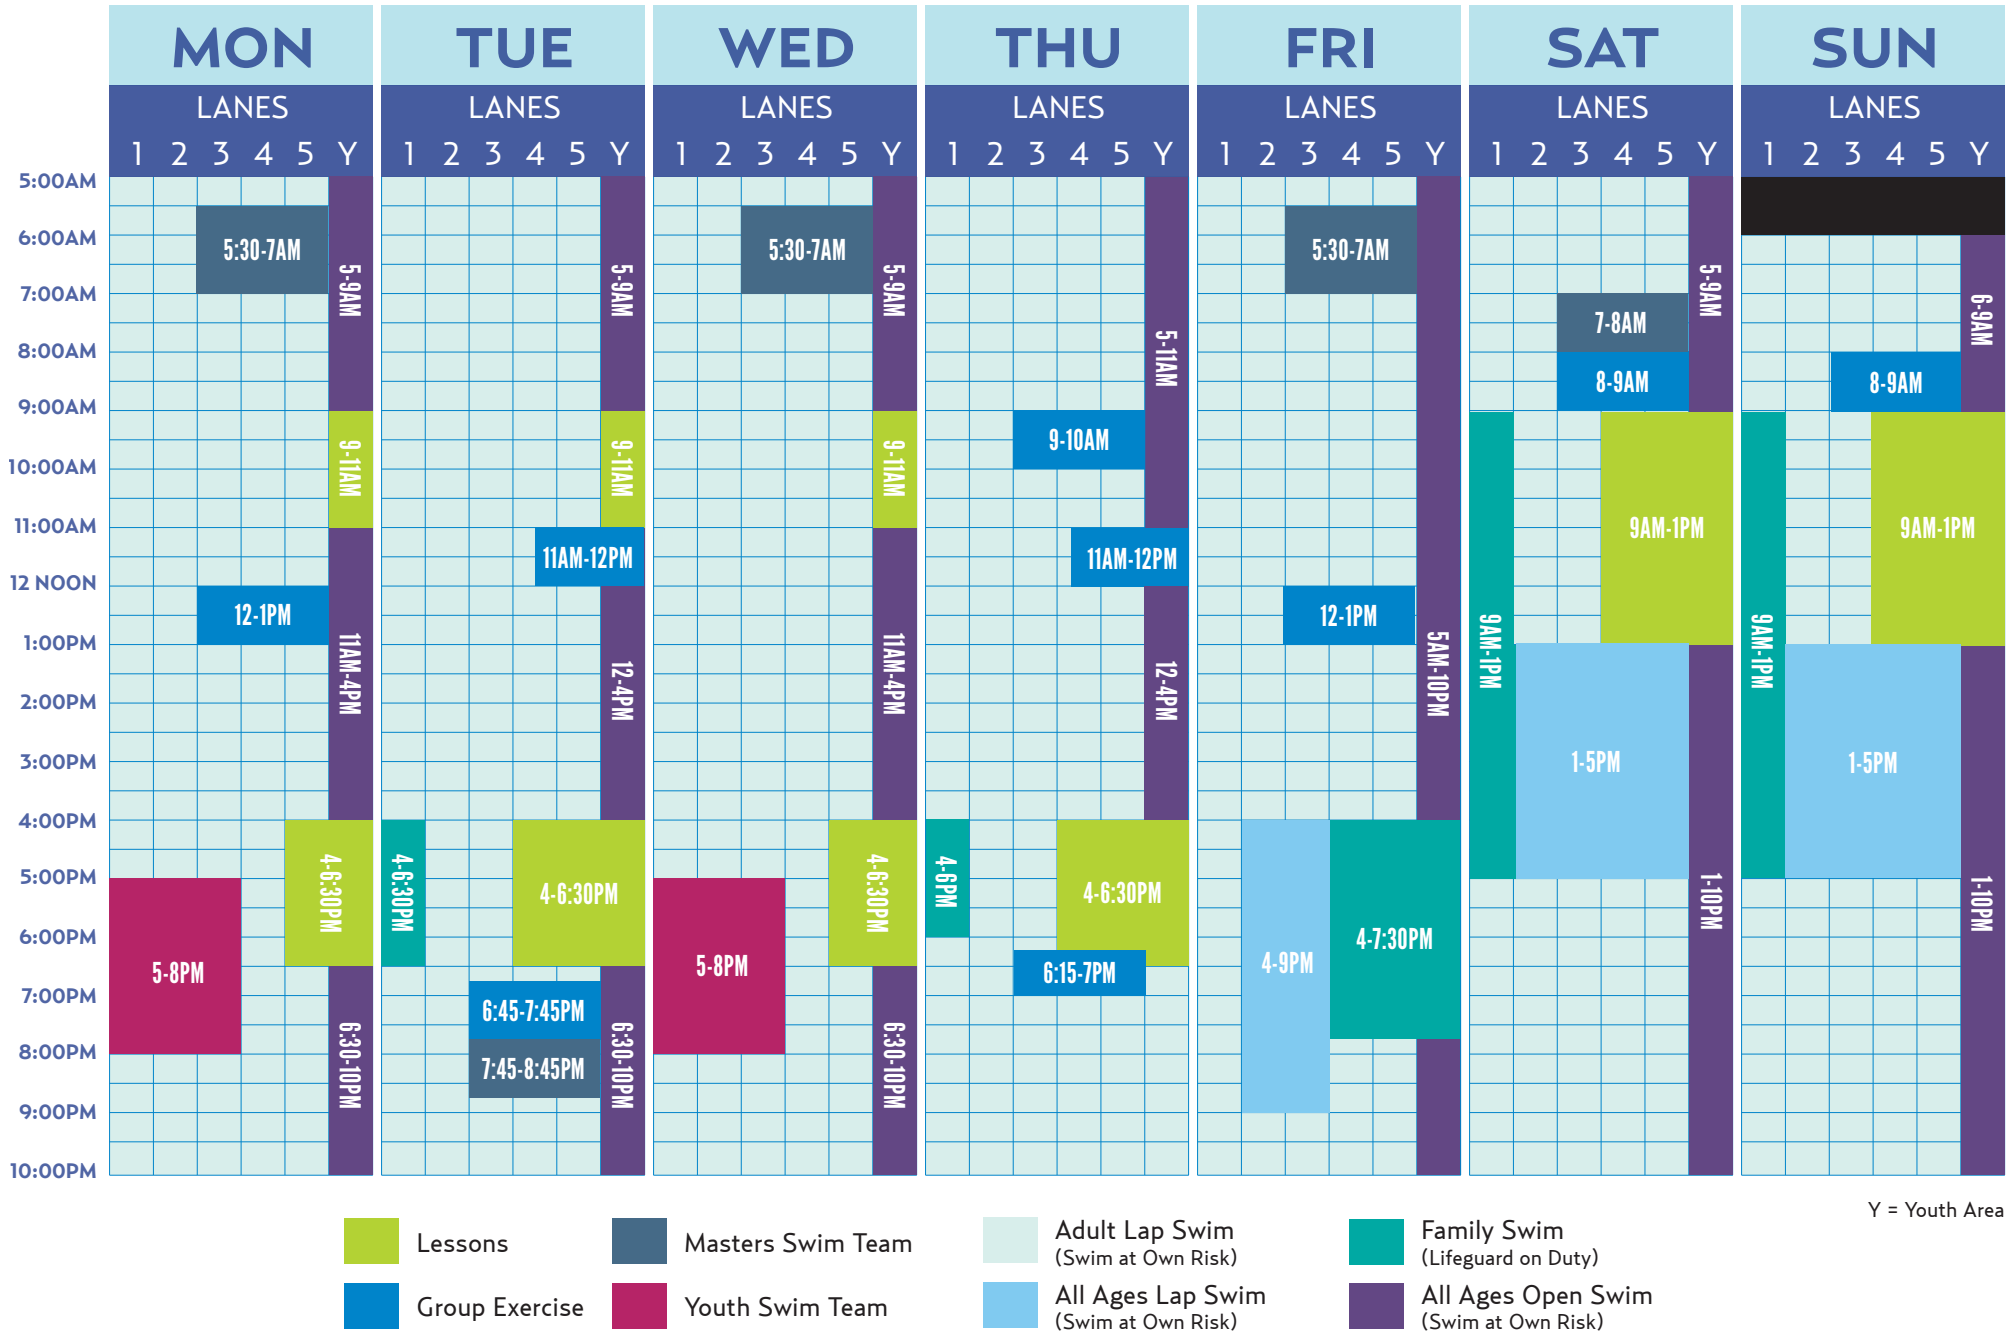 MON TUE WED THU FRI SAT SUN
LANES LANES LANES LANES LANES LANES LANES
1 2 3 4 5 Y 1 2 3 4 5 Y 1 2 3 4 5 Y 1 2 3 4 5 Y 1 2 3 4 5 Y 1 2 3 4 5 Y 1 2 3 4 5 Y
5:00AM
6:00AM
7:00AM
8:00AM
9:00AM
10:00AM
11:00AM
12 NOON
1:00PM
2:00PM
3:00PM
4:00PM
5:00PM
6:00PM
7:00PM
8:00PM
9:00PM
10:00PM
5:30-7AM
5-9AM
9-11AM
12-1PM
11AM-4PM
4-6:30PM
5-8PM
6:30-10PM
5-9AM
9-11AM
11AM-12PM
12-4PM
4-6:30PM
4-6:30PM
6:45-7:45PM
7:45-8:45PM
6:30-10PM
5:30-7AM
5-9AM
9-11AM
11AM-4PM
4-6:30PM
5-8PM
6:30-10PM
5-11AM
9-10AM
11AM-12PM
12-4PM
4-6PM
4-6:30PM
6:15-7PM
5:30-7AM
12-1PM
5AM-10PM
4-9PM
4-7:30PM
5-9AM
7-8AM
8-9AM
9AM-1PM
9AM-1PM
1-5PM
1-10PM
6-9AM
8-9AM
9AM-1PM
9AM-1PM
1-5PM
1-10PM
Y = Youth Area
Lessons
Masters Swim Team
Adult Lap Swim
(Swim at Own Risk)
Family Swim
(Lifeguard on Duty)
Group Exercise
Youth Swim Team
All Ages Lap Swim
(Swim at Own Risk)
All Ages Open Swim
(Swim at Own Risk)